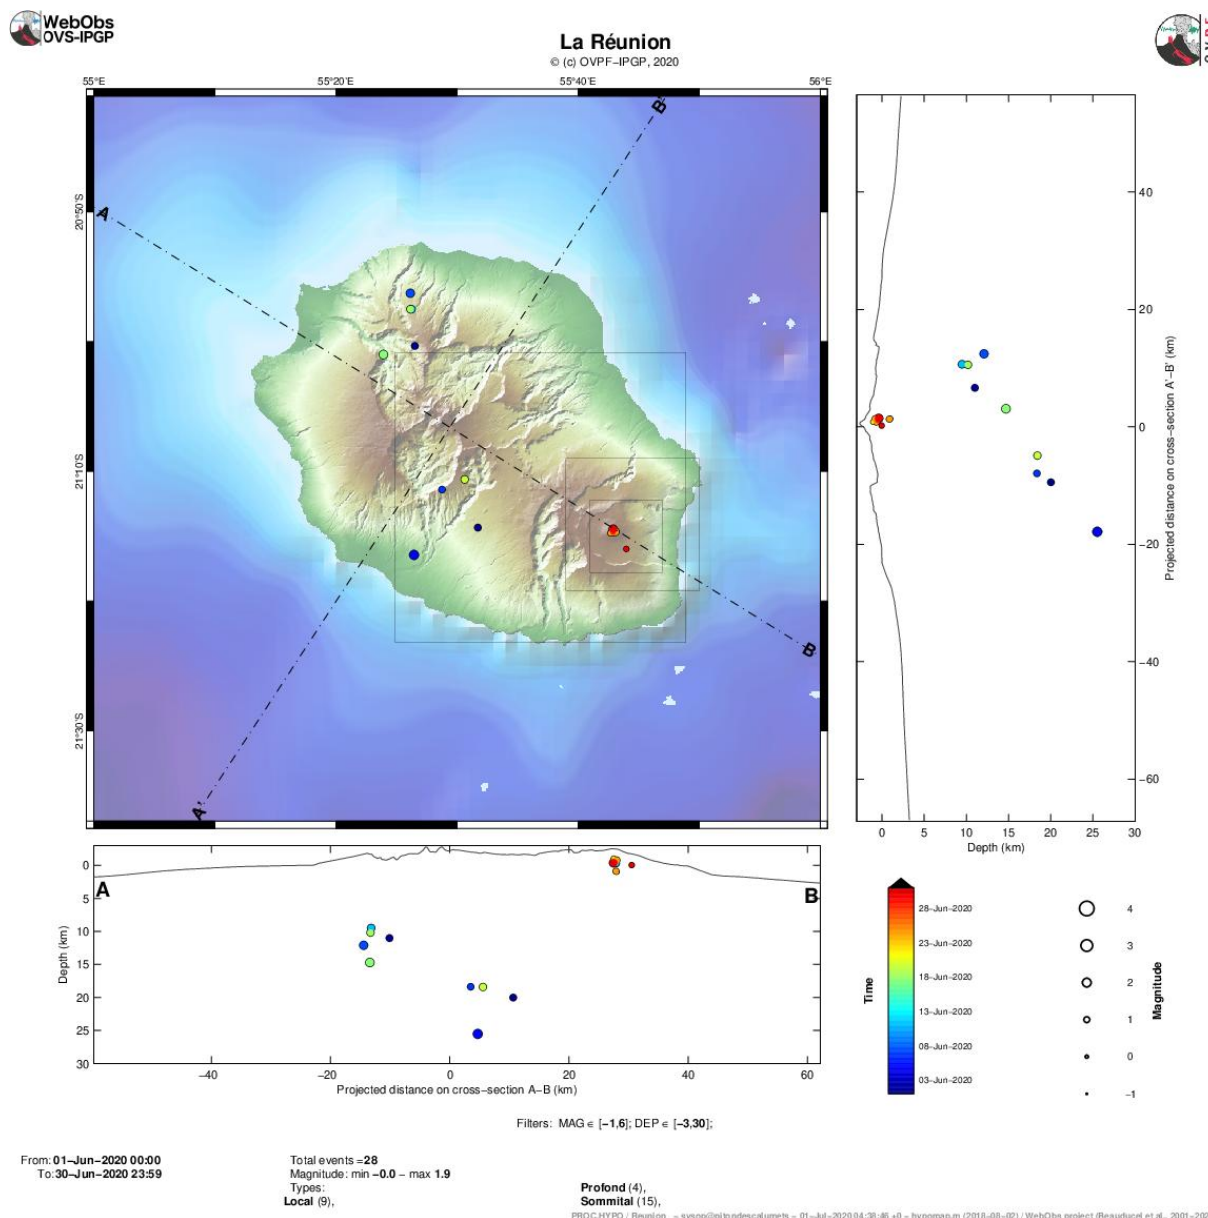 WebObs
OVS-IPGP
La Réunion
© (c) OVPF-IPGP, 2020
55°E
55°20'E
55°40'E
56°E
20°50'S
21°10'S
21°30'S
A
B'
A'
B
40
20
0
−20
−40
−60
Projected distance on cross-section A'-B' (km)
0 5 10 15 20 25 30
Depth (km)
A
B
0
5
10
15
20
25
30
Depth (km)
−40 −20 0 20 40 60
Projected distance on cross-section A-B (km)
Time
28-Jun-2020
23-Jun-2020
18-Jun-2020
13-Jun-2020
08-Jun-2020
03-Jun-2020
4
3
2
1
0
−1
Magnitude
Filters: MAG ∈ [−1,6]; DEP ∈ [−3,30];
From: 01-Jun-2020 00:00
To: 30-Jun-2020 23:59
Total events =28
Magnitude: min −0.0 − max 1.9
Types:
Local (9),
Profond (4),
Sommital (15),